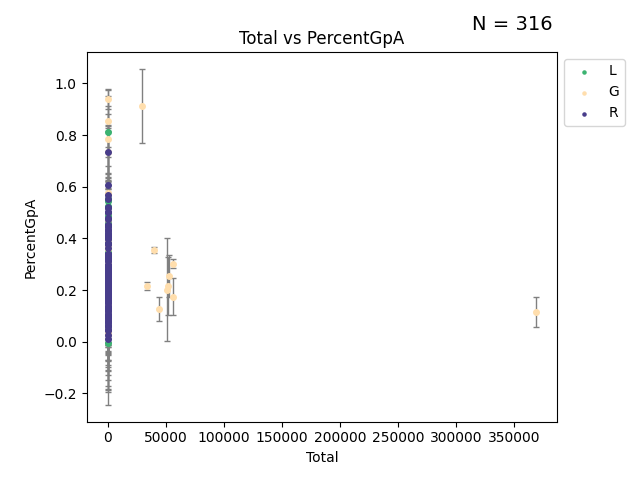 N = 316
Total vs PercentGpA
L
G
R
PercentGpA
1.0
0.8
0.6
0.4
0.2
0.0
−0.2
0 50000 100000 150000 200000 250000 300000 350000
Total